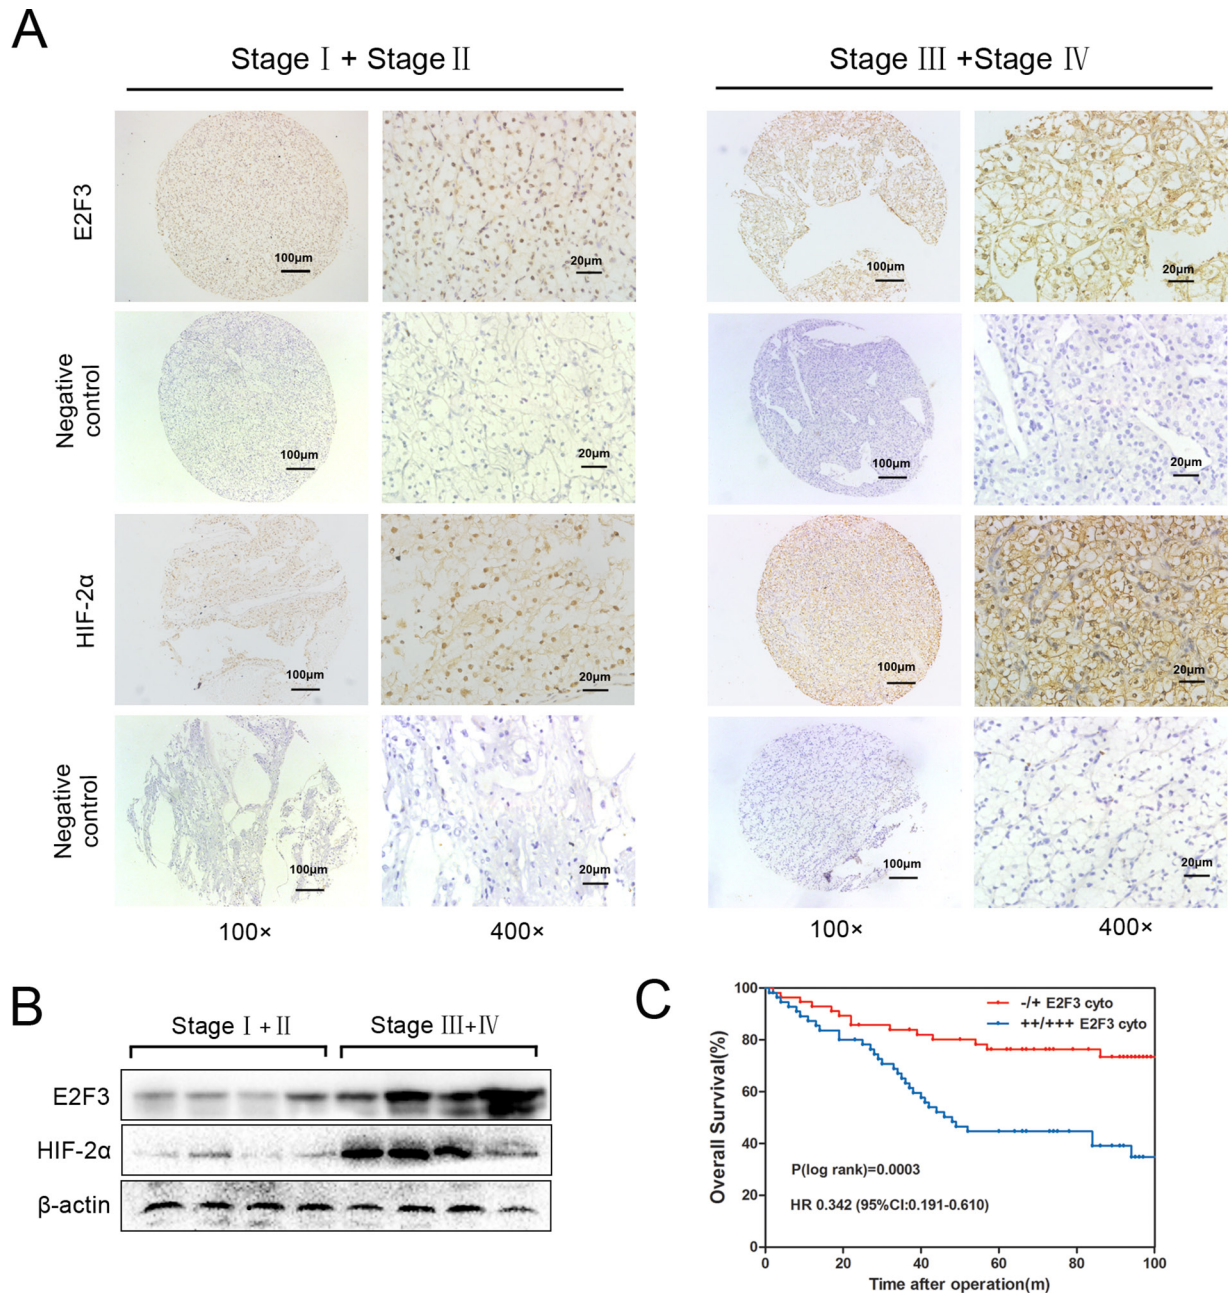 A
Stage Ⅰ + Stage Ⅱ
Stage Ⅲ +Stage Ⅳ
E2F3
100μm
20μm
100μm
20μm
Negative
control
100μm
20μm
100μm
20μm
HIF-2α
100μm
20μm
100μm
20μm
Negative
control
100μm
20μm
100μm
20μm
100×
400×
100×
400×
B
Stage Ⅰ +Ⅱ
Stage Ⅲ+Ⅳ
E2F3
HIF-2α
β-actin
C
-/+ E2F3 cyto
++/+++ E2F3 cyto
Overall Survival(%)
100
80
60
40
20
0
P(log rank)=0.0003
HR 0.342 (95%CI:0.191-0.610)
0 20 40 60 80 100
Time after operation(m)